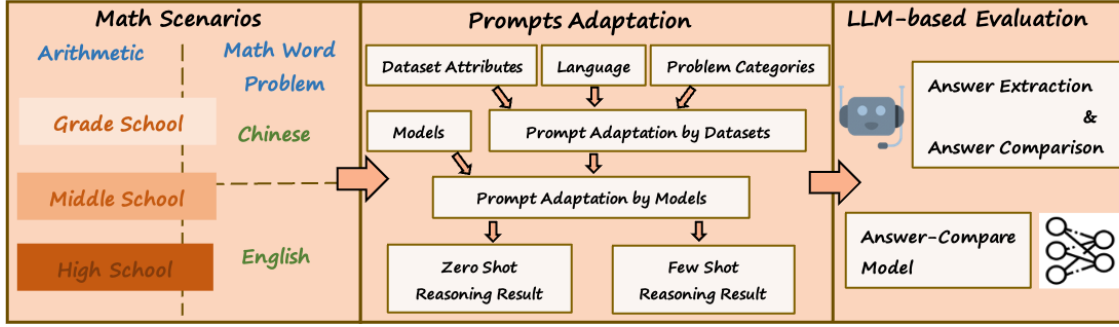 Math Scenarios
Arithmetic
Math Word
Problem
Grade School
Chinese
Middle School
High School
English
Prompts Adaptation
Dataset Attributes
Language
Problem Categories
Models
Prompt Adaptation by Datasets
Prompt Adaptation by Models
Zero Shot
Reasoning Result
Few Shot
Reasoning Result
LLM-based Evaluation
Answer Extraction
&
Answer Comparison
Answer-Compare
Model